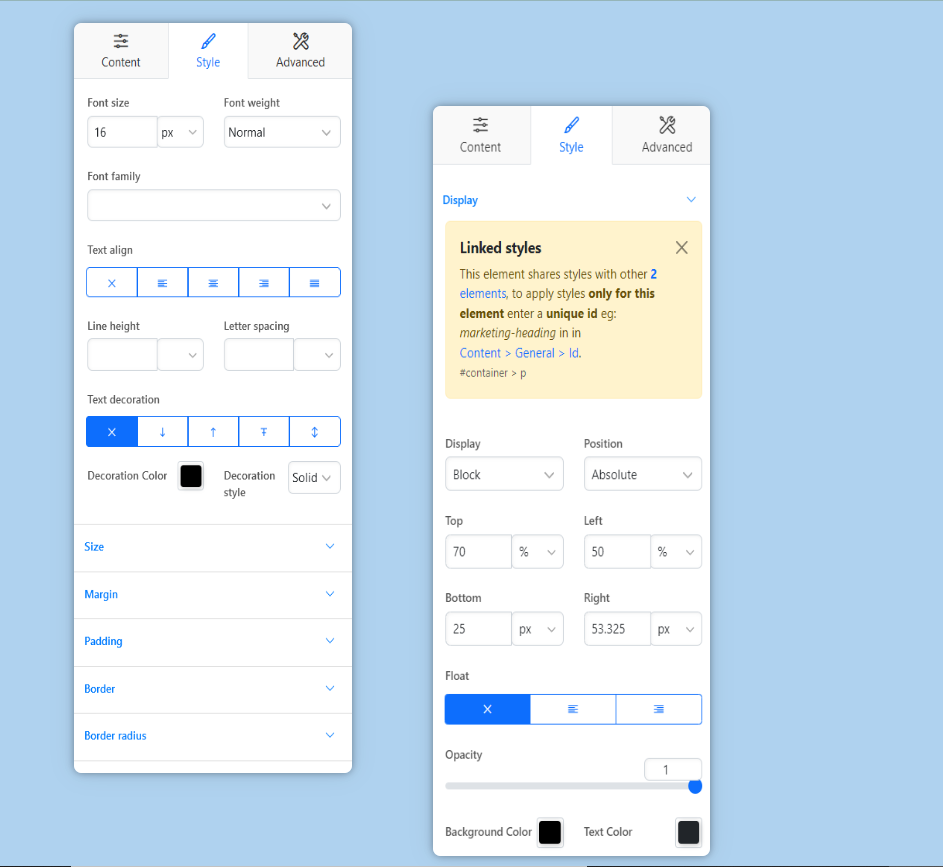 Content Style Advanced
Font size Font weight
16 px Normal
Font family
Text align
Line height Letter spacing
Text decoration
Decoration Color Decoration
style Solid
Size
Margin
Padding
Border
Border radius
Content Style Advanced
Display
Linked styles
This element shares styles with other 2
elements, to apply styles only for this
element enter a unique id eg:
marketing-heading in in
Content > General > Id.
#container > p
Display Position
Block Absolute
Top Left
70 % 50 %
Bottom Right
25 px 53.325 px
Float
Opacity
1
Background Color Text Color